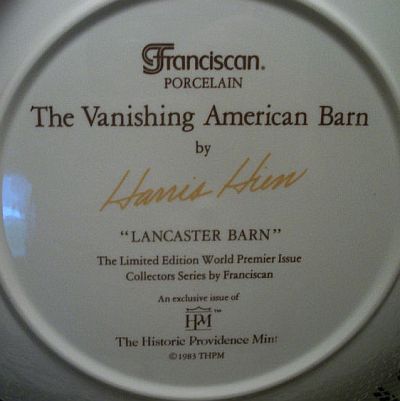 Franciscan.
PORCELAIN
The Vanishing American Barn
by
Harris Hien
"LANCASTER BARN"
The Limited Edition World Premier Issue
Collectors Series by Franciscan
An exclusive issue of
HPM™
The Historic Providence Mint
©1983 THPM